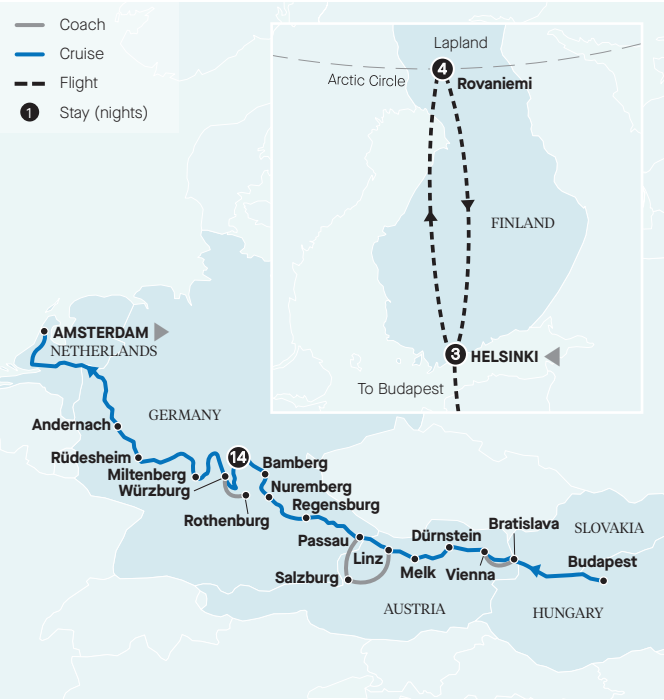 Coach
Cruise
Flight
1 Stay (nights)
Lapland
Arctic Circle
4
Rovaniemi
FINLAND
3 HELSINKI
To Budapest
AMSTERDAM
NETHERLANDS
GERMANY
Andernach
Rüdesheim
Miltenberg
Würzburg
14
Bamberg
Nuremberg
Regensburg
Rothenburg
Passau
Linz
Salzburg
Dürnstein
Melk
Vienna
Bratislava
SLOVAKIA
Budapest
AUSTRIA
HUNGARY